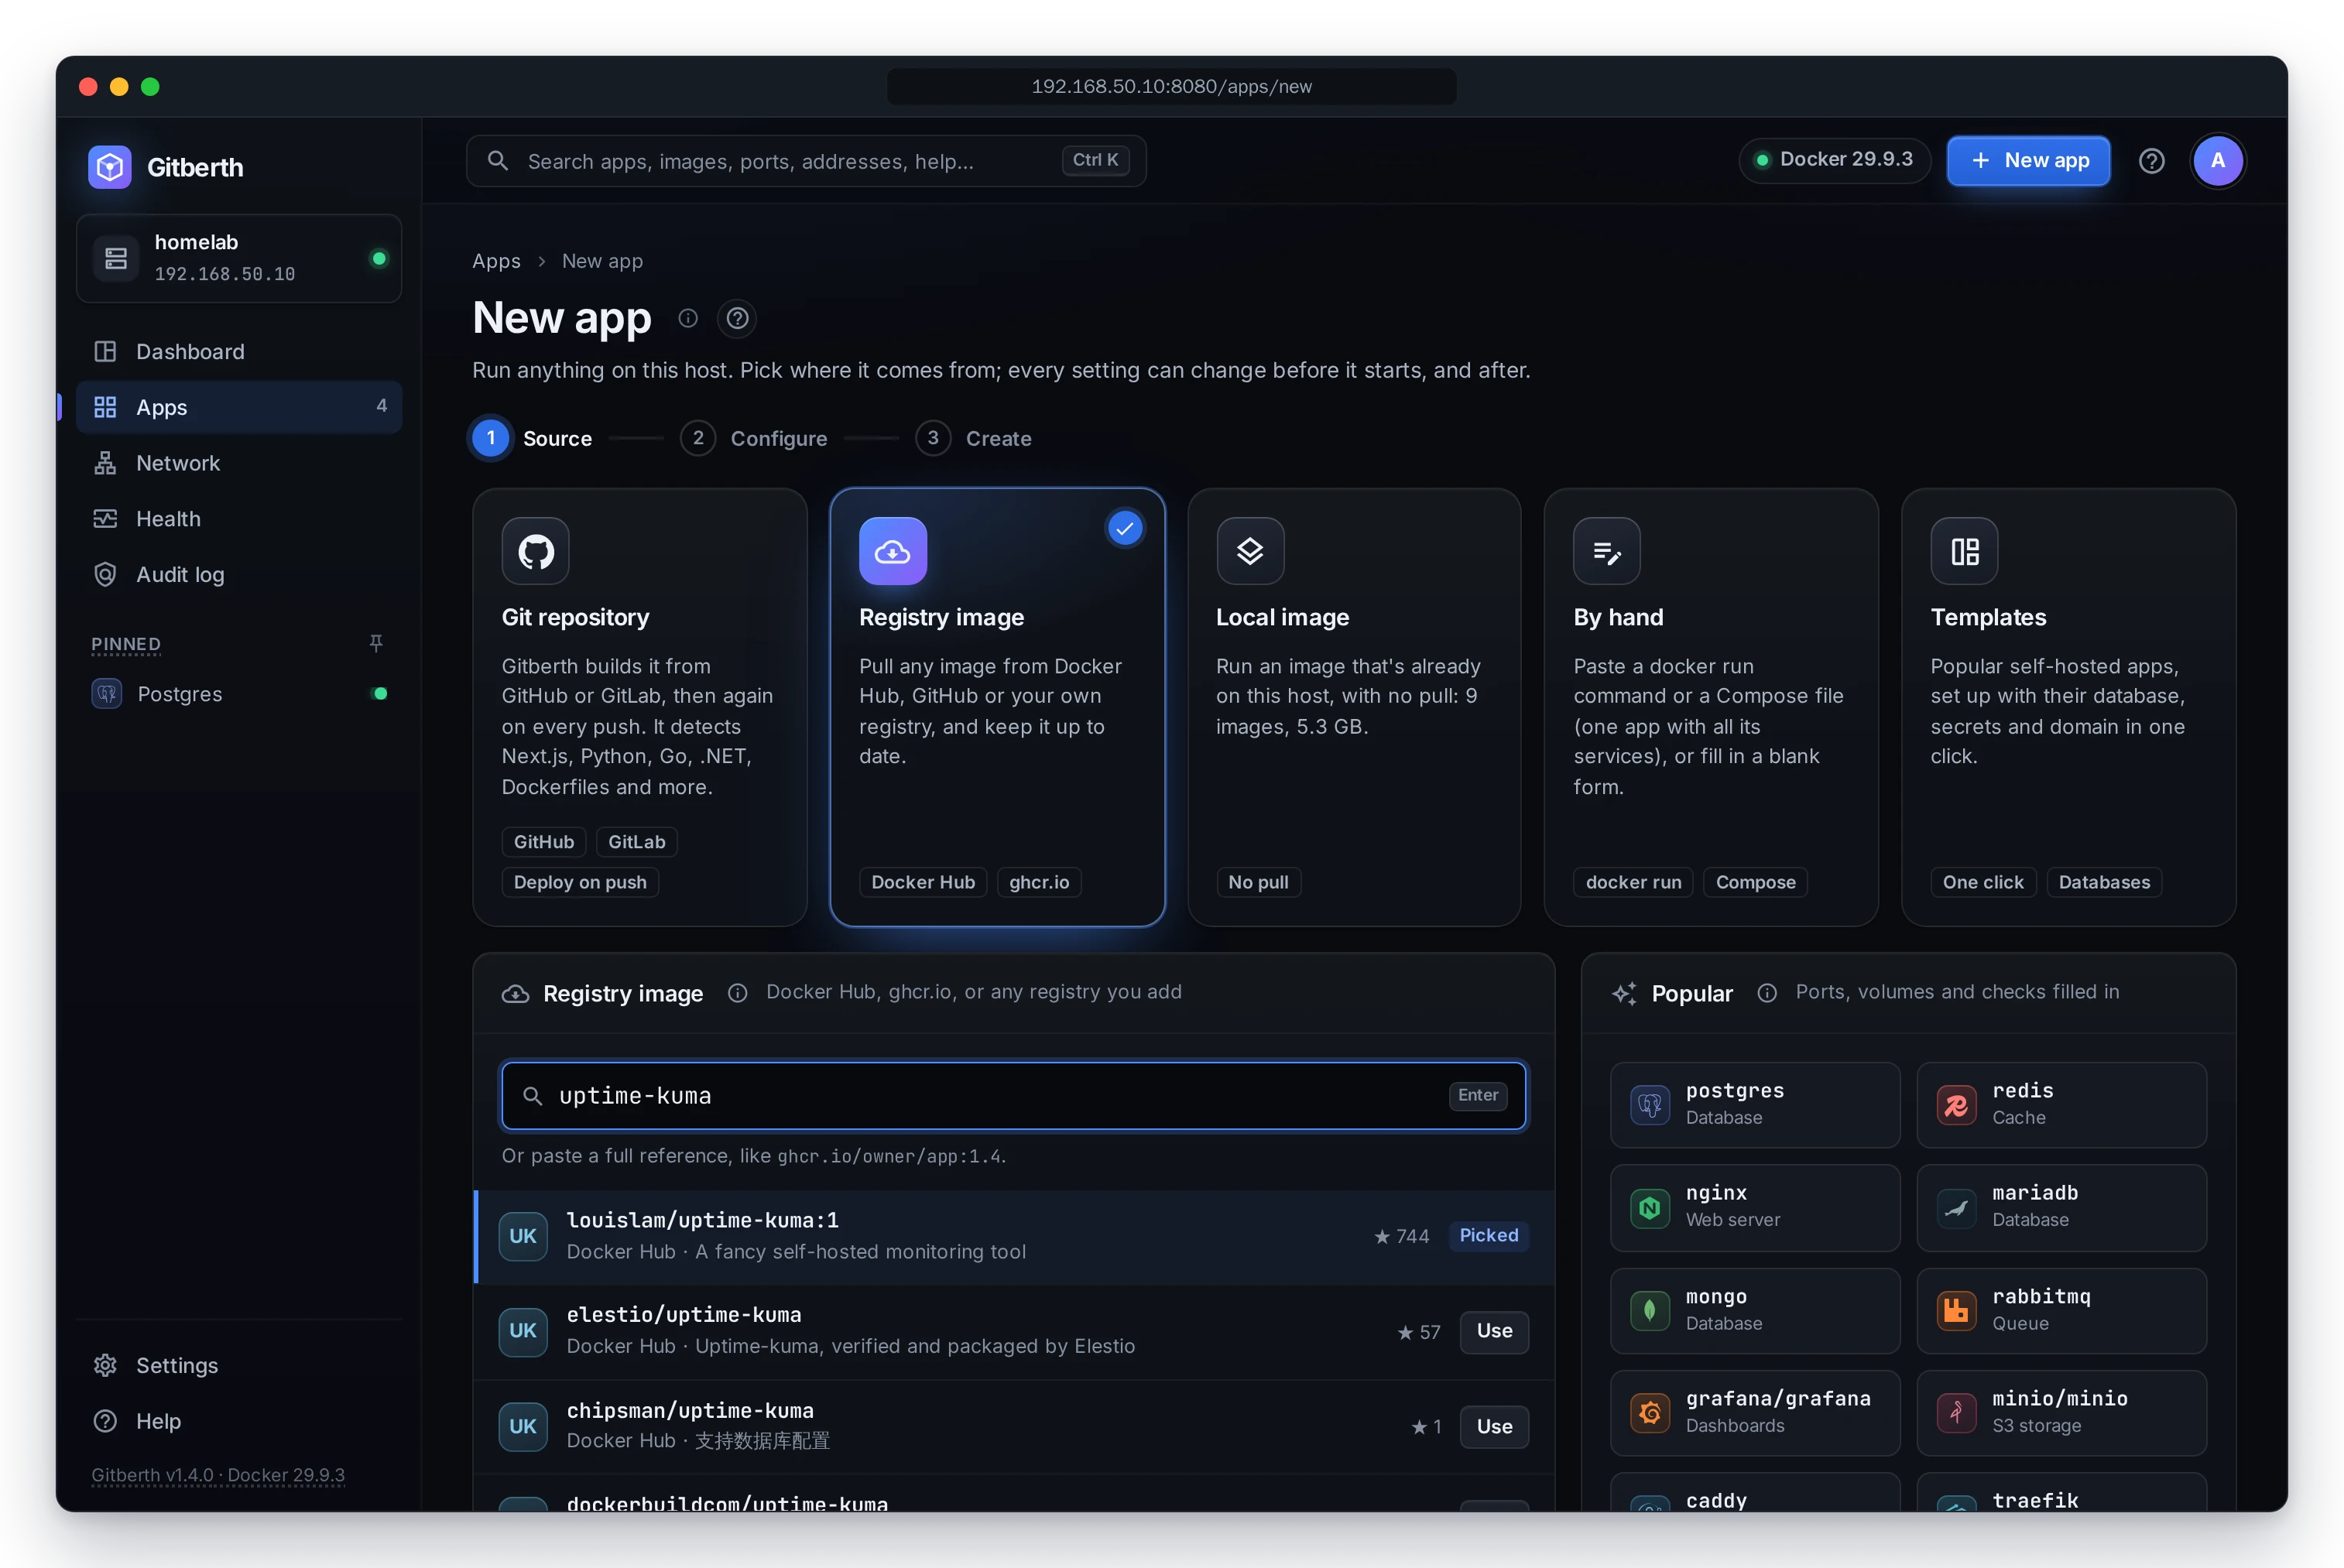 192.168.50.10:8080/apps/new
Gitberth
homelab
192.168.50.10
Dashboard
Apps 4
Network
Health
Audit log
PINNED
Postgres
Settings
Help
Gitberth v1.4.0 · Docker 29.9.3
Search apps, images, ports, addresses, help... Ctrl K
Docker 29.9.3
New app
A
Apps > New app
New app
Run anything on this host. Pick where it comes from; every setting can change before it starts, and after.
1 Source 2 Configure 3 Create
Git repository
Gitberth builds it from
GitHub or GitLab, then again
on every push. It detects
Next.js, Python, Go, .NET,
Dockerfiles and more.
GitHub GitLab
Deploy on push
Registry image
Pull any image from Docker
Hub, GitHub or your own
registry, and keep it up to
date.
Docker Hub ghcr.io
Local image
Run an image that's already
on this host, with no pull: 9
images, 5.3 GB.
No pull
By hand
Paste a docker run
command or a Compose file
(one app with all its
services), or fill in a blank
form.
docker run Compose
Templates
Popular self-hosted apps,
set up with their database,
secrets and domain in one
click.
One click Databases
Registry image Docker Hub, ghcr.io, or any registry you add
uptime-kuma Enter
Or paste a full reference, like ghcr.io/owner/app:1.4.
UK
louislam/uptime-kuma:1
Docker Hub · A fancy self-hosted monitoring tool
★ 744 Picked
UK
elestio/uptime-kuma
Docker Hub · Uptime-kuma, verified and packaged by Elestio
★ 57 Use
UK
chipsman/uptime-kuma
Docker Hub · 支持数据库配置
★ 1 Use
dockerbuildcom/uptime-kuma
Popular Ports, volumes and checks filled in
postgres
Database
redis
Cache
nginx
Web server
mariadb
Database
mongo
Database
rabbitmq
Queue
grafana/grafana
Dashboards
minio/minio
S3 storage
caddy
traefik